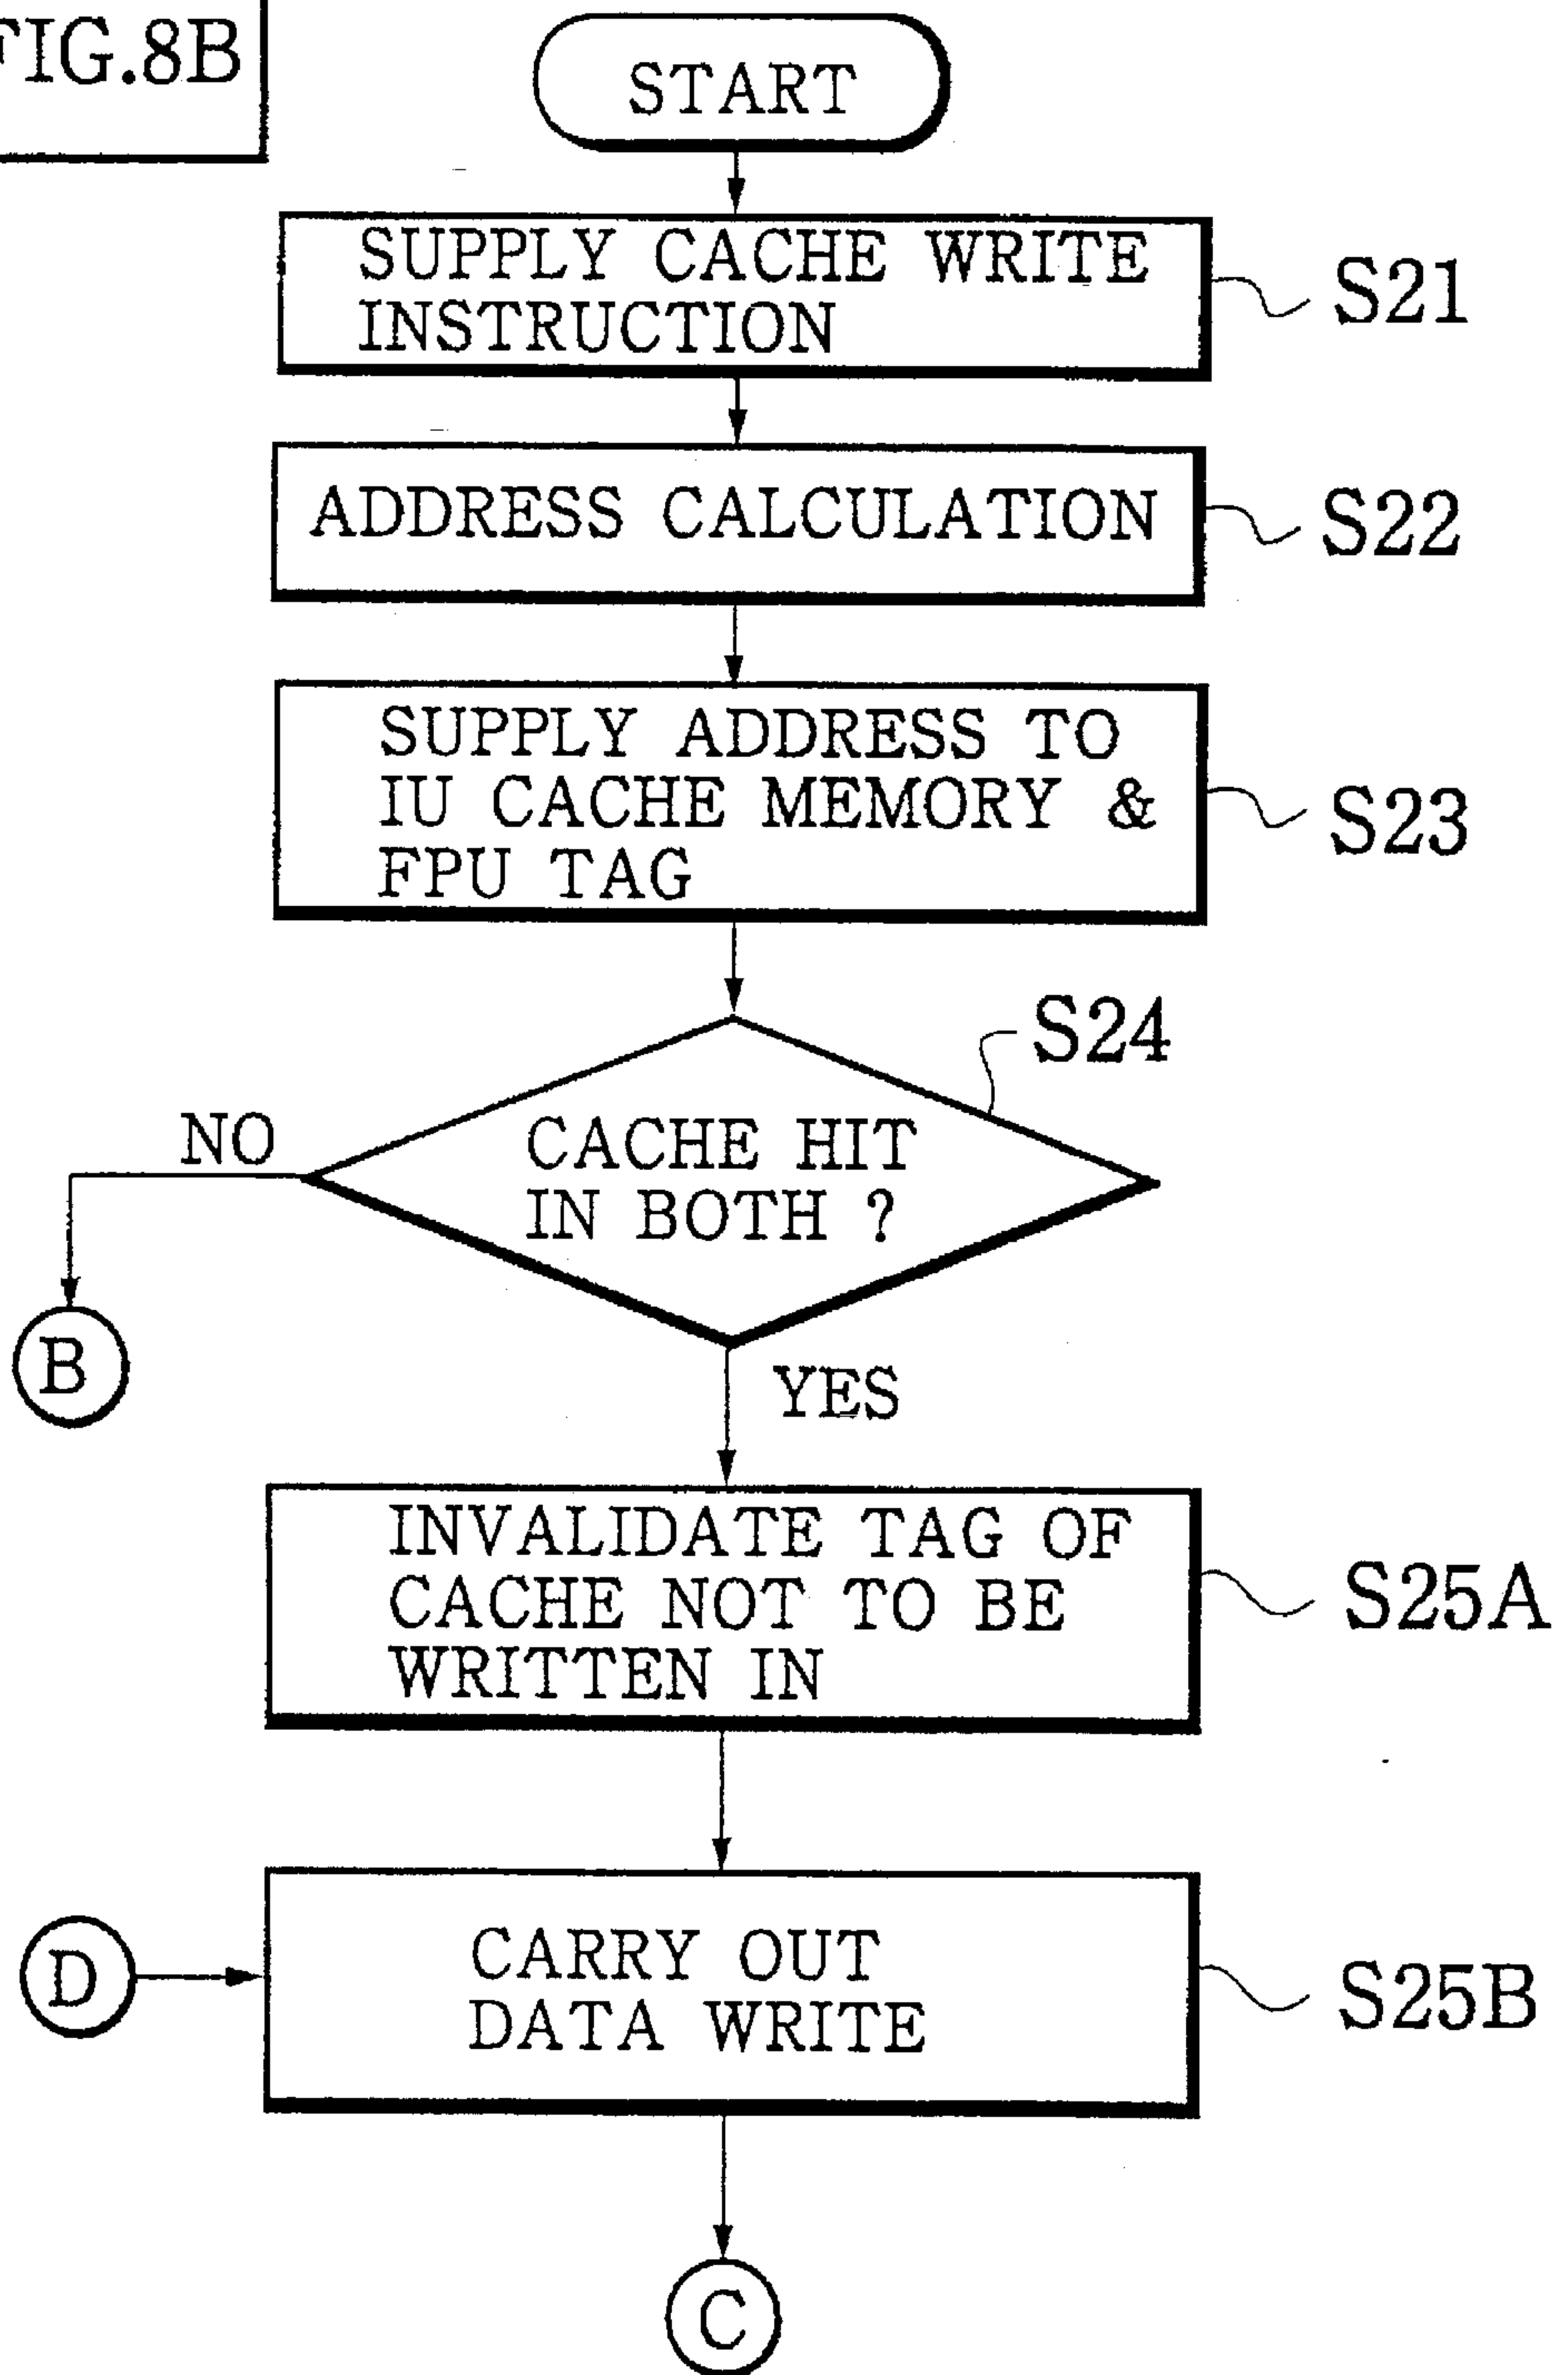 FIG.8B
START
SUPPLY CACHE WRITE
INSTRUCTION
S21
ADDRESS CALCULATION
S22
SUPPLY ADDRESS TO
IU CACHE MEMORY &
FPU TAG
S23
S24
NO
CACHE HIT
IN BOTH ?
B
YES
INVALIDATE TAG OF
CACHE NOT TO BE
WRITTEN IN
S25A
D
CARRY OUT
DATA WRITE
S25B
C